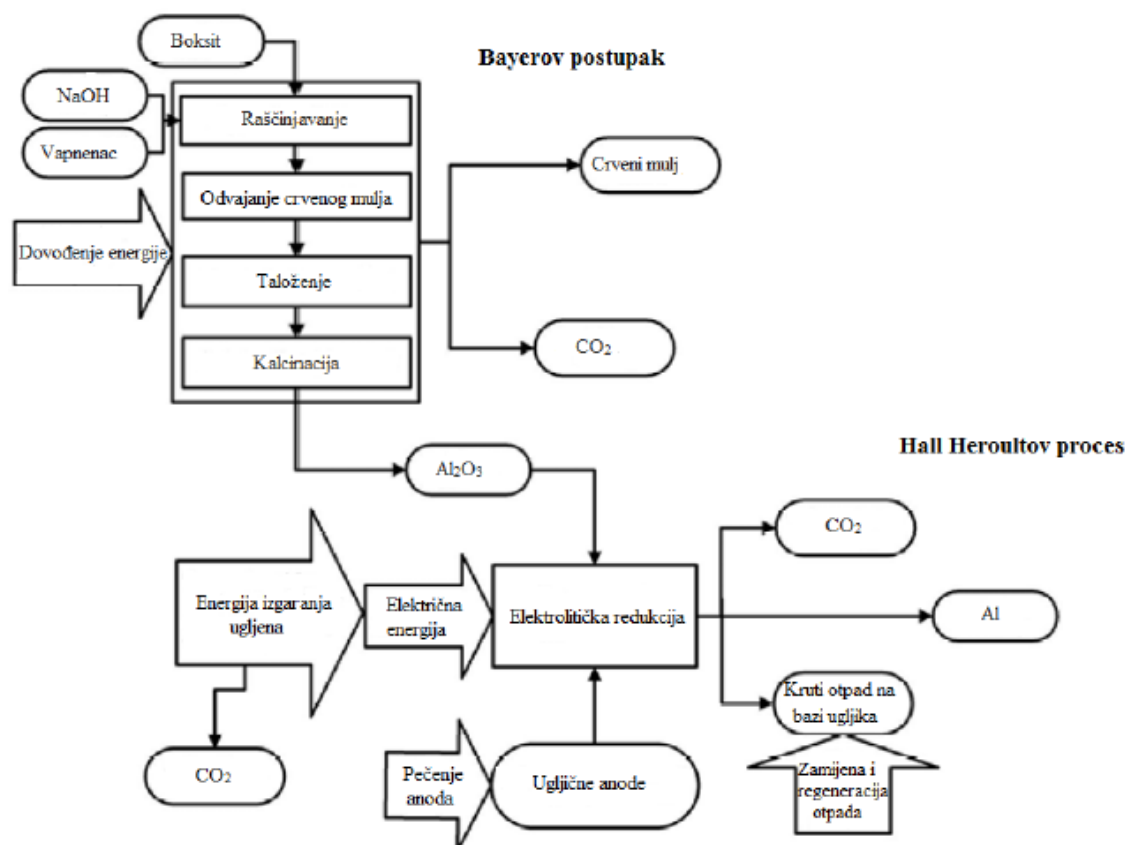 Boksit
Bayerov postupak
NaOH
Vapnenac
Raščinjavanje
Crveni mulj
Odvajanje crvenog mulja
Dovođenje energije
Taloženje
CO₂
Kalcinacija
Hall Heroultov proces
Al₂O₃
CO₂
Energija izgaranja
ugljena
Električna
energija
Elektrolitička redukcija
Al
Kruti otpad na
bazi ugljika
CO₂
Pečenje
anoda
Ugljične anode
Zamijena i
regeneracija
otpada